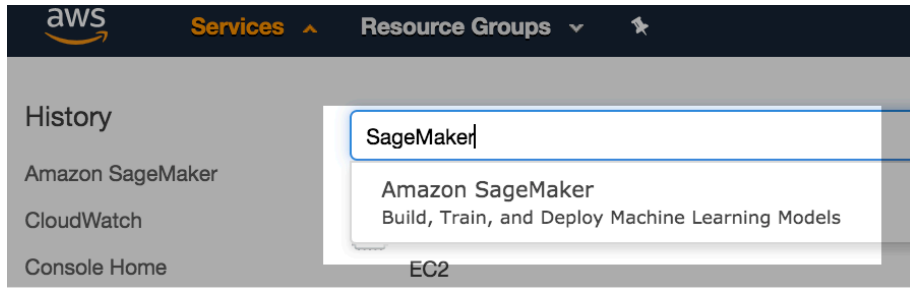 aws
Services
Resource Groups
History
SageMaker
Amazon SageMaker
Amazon SageMaker
Build, Train, and Deploy Machine Learning Models
CloudWatch
Console Home
EC2